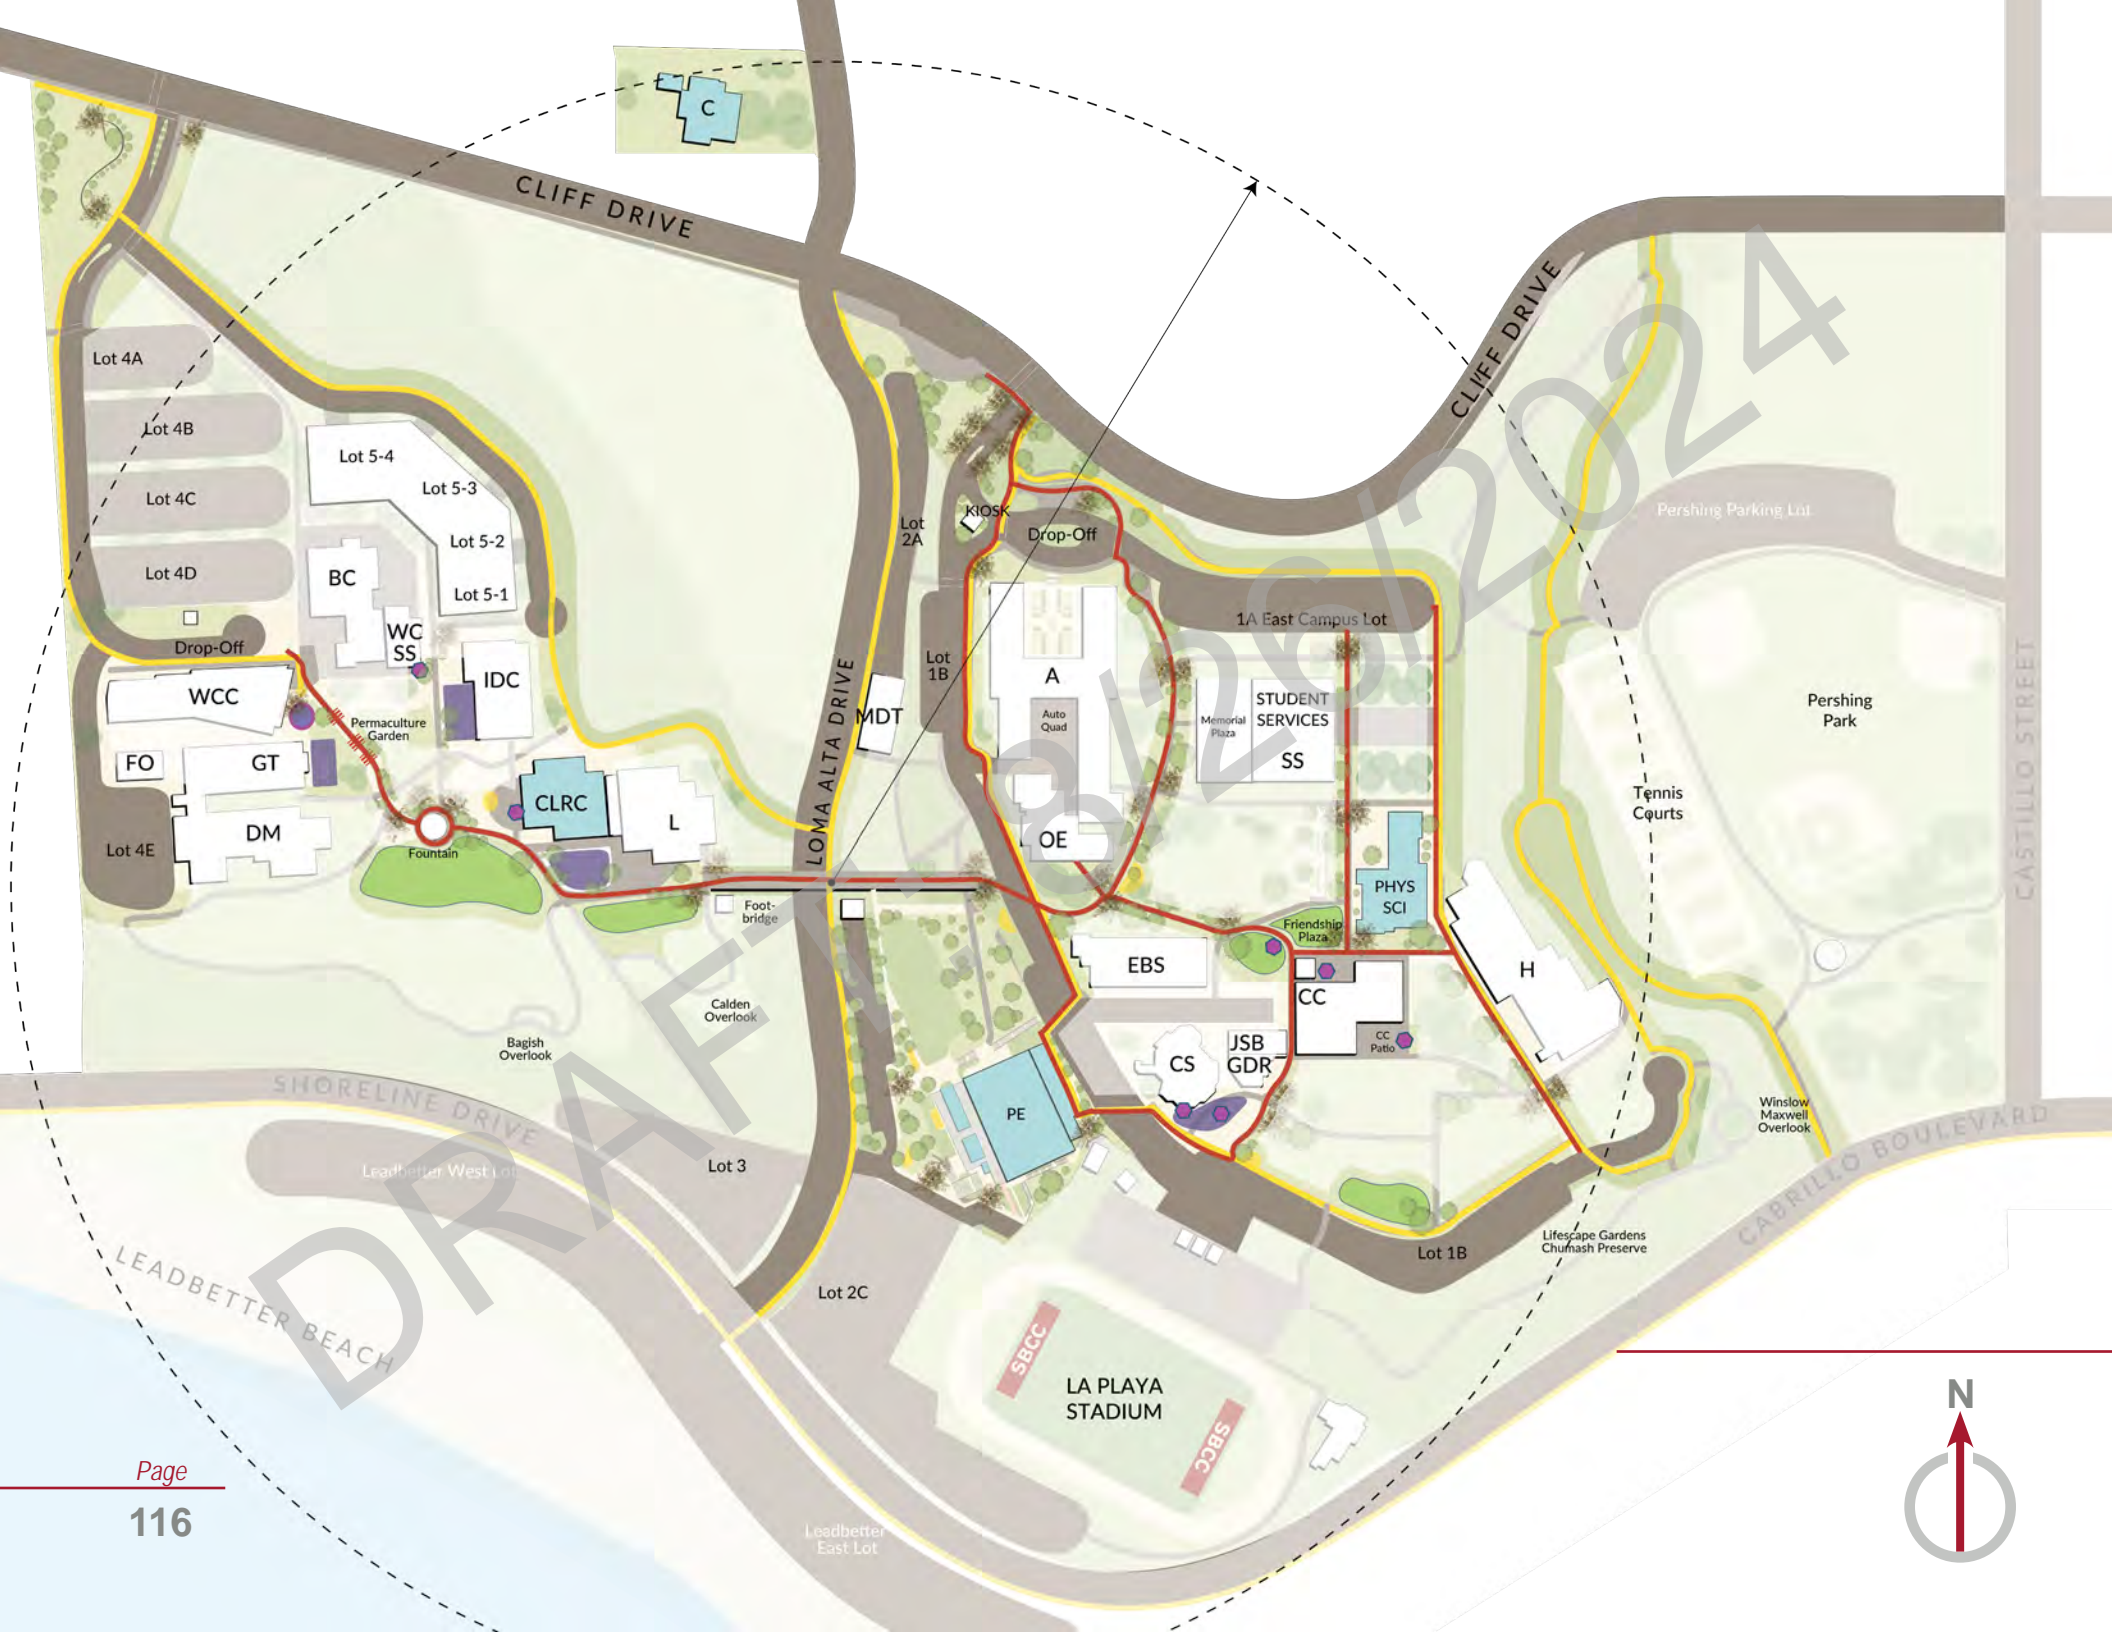 C
CLIFF DRIVE
CLIFF DRIVE
Lot 4A
Lot 4B
Lot 4C
Lot 4D
Lot 5-4
Lot 5-3
Lot 5-2
Lot 5-1
BC
WC
SS
IDC
Drop-Off
WCC
Permaculture
Garden
FO
GT
DM
Lot 4E
Fountain
CLRC
L
LOMA ALTA DRIVE
MDT
Lot
2A
Lot
1B
KIOSK
Drop-Off
A
Auto
Quad
OE
1A East Campus Lot
Memorial
Plaza
STUDENT
SERVICES
SS
PHYS
SCI
Friendship
Plaza
EBS
CC
CC
Patio
H
CS
JSB
GDR
PE
Foot-
bridge
Calden
Overlook
Bagish
Overlook
Pershing Parking Lot
Pershing
Park
Tennis
Courts
CASTILLO STREET
Winslow
Maxwell
Overlook
CABRILLO BOULEVARD
Lifescape Gardens
Chumash Preserve
Lot 1B
SHORELINE DRIVE
Leadbetter West Lot
Lot 3
Lot 2C
LEADBETTER BEACH
LA PLAYA
STADIUM
SBCC
SBCC
Leadbetter
East Lot
DRAFT: 8/26/2024
N
Page
116